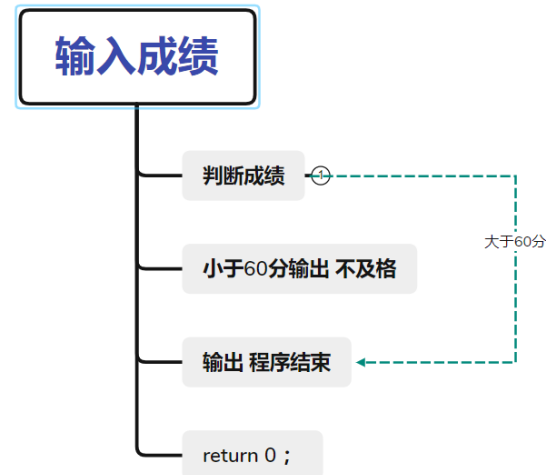 输入成绩
判断成绩
1
大于60分
小于60分输出 不及格
输出 程序结束
return 0；